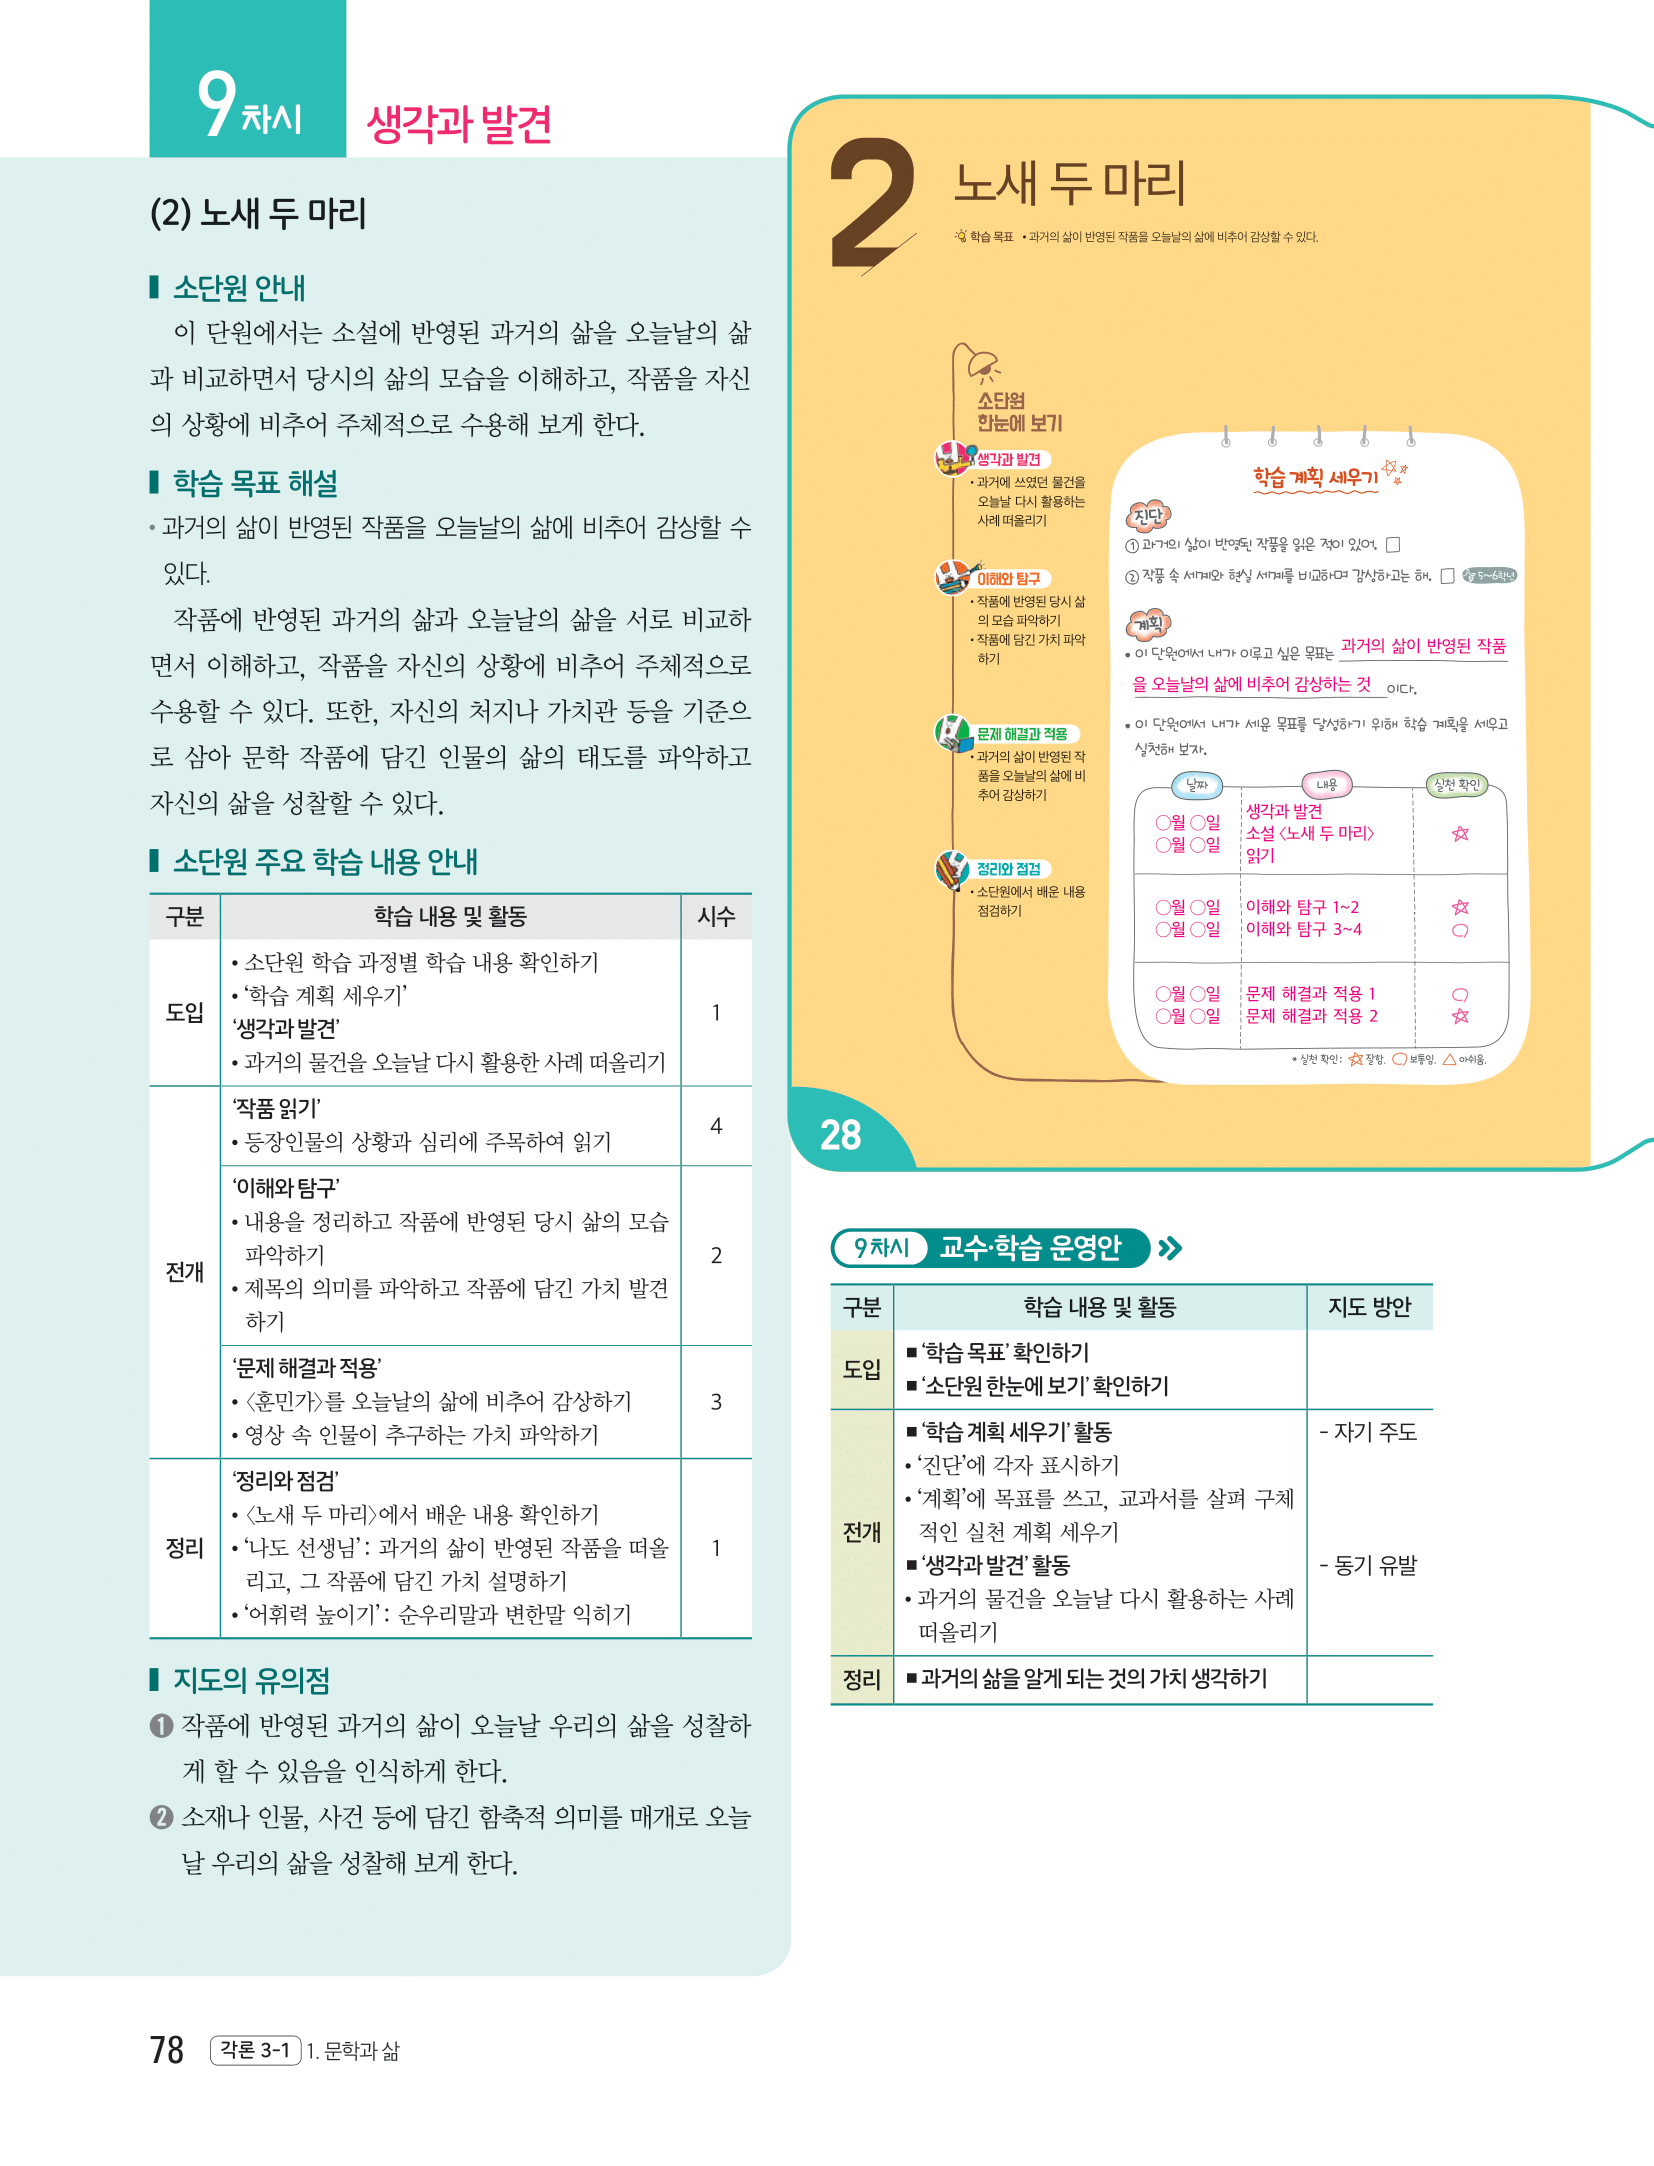 9차시
생각과 발견
(2) 노새 두 마리
소단원 안내
이 단원에서는 소설에 반영된 과거의 삶을 오늘날의 삶
과 비교하면서 당시의 삶의 모습을 이해하고, 작품을 자신
의 상황에 비추어 주체적으로 수용해 보게 한다.
학습 목표 해설
• 과거의 삶이 반영된 작품을 오늘날의 삶에 비추어 감상할 수
있다.
작품에 반영된 과거의 삶과 오늘날의 삶을 서로 비교하
면서 이해하고, 작품을 자신의 상황에 비추어 주체적으로
수용할 수 있다. 또한, 자신의 처지나 가치관 등을 기준으
로 삼아 문학 작품에 담긴 인물의 삶의 태도를 파악하고
자신의 삶을 성찰할 수 있다.
소단원 주요 학습 내용 안내
구분 학습 내용 및 활동 시수
도입
• 소단원 학습 과정별 학습 내용 확인하기
• ‘학습 계획 세우기’
‘생각과 발견’
• 과거의 물건을 오늘날 다시 활용한 사례 떠올리기
1
전개
‘작품 읽기’
• 등장인물의 상황과 심리에 주목하여 읽기
4
‘이해와 탐구’
• 내용을 정리하고 작품에 반영된 당시 삶의 모습
파악하기
• 제목의 의미를 파악하고 작품에 담긴 가치 발견
하기
2
‘문제 해결과 적용’
• 〈훈민가〉를 오늘날의 삶에 비추어 감상하기
• 영상 속 인물이 추구하는 가치 파악하기
3
정리
‘정리와 점검’
• 〈노새 두 마리〉에서 배운 내용 확인하기
• ‘나도 선생님’: 과거의 삶이 반영된 작품을 떠올
리고, 그 작품에 담긴 가치 설명하기
• ‘어휘력 높이기’: 순우리말과 변한말 익히기
1
지도의 유의점
❶ 작품에 반영된 과거의 삶이 오늘날 우리의 삶을 성찰하
게 할 수 있음을 인식하게 한다.
❷ 소재나 인물, 사건 등에 담긴 함축적 의미를 매개로 오늘
날 우리의 삶을 성찰해 보게 한다.
2 노새 두 마리
학습 목표 • 과거의 삶이 반영된 작품을 오늘날의 삶에 비추어 감상할 수 있다.
소단원
한눈에 보기
생각과 발견
• 과거에 쓰였던 물건을
오늘날 다시 활용하는
사례 떠올리기
이해와 탐구
• 작품에 반영된 당시 삶
의 모습 파악하기
• 작품에 담긴 가치 파악
하기
문제 해결과 적용
• 과거의 삶이 반영된 작
품을 오늘날의 삶에 비
추어 감상하기
정리와 점검
• 소단원에서 배운 내용
점검하기
학습 계획 세우기
진단
① 과거의 삶이 반영된 작품을 읽은 적이 있어. □
② 작품 속 세계와 현실 세계를 비교하며 감상하고는 해. □ 5~6학년
계획
• 이 단원에서 내가 이루고 싶은 목표는 과거의 삶이 반영된 작품
을 오늘날의 삶에 비추어 감상하는 것 이다.
• 이 단원에서 내가 세운 목표를 달성하기 위해 학습 계획을 세우고
실천해 보자.
날짜 내용 실천 확인
○월 ○일
○월 ○일
생각과 발견
소설 〈노새 두 마리〉
읽기
☆
○월 ○일 이해와 탐구 1~2 ☆
○월 ○일 이해와 탐구 3~4 ○
○월 ○일 문제 해결과 적용 1 ○
○월 ○일 문제 해결과 적용 2 ☆
* 실천 확인: ☆ 잘함. ○ 보통임. △ 아쉬움.
28
9차시 교수·학습 운영안
구분 학습 내용 및 활동 지도 방안
도입
■ ‘학습 목표’ 확인하기
■ ‘소단원 한눈에 보기’ 확인하기
전개
■ ‘학습 계획 세우기’ 활동 - 자기 주도
• ‘진단’에 각자 표시하기
• ‘계획’에 목표를 쓰고, 교과서를 살펴 구체
적인 실천 계획 세우기
■ ‘생각과 발견’ 활동 - 동기 유발
• 과거의 물건을 오늘날 다시 활용하는 사례
떠올리기
정리 ■ 과거의 삶을 알게 되는 것의 가치 생각하기
78 각론 3-1 1. 문학과 삶